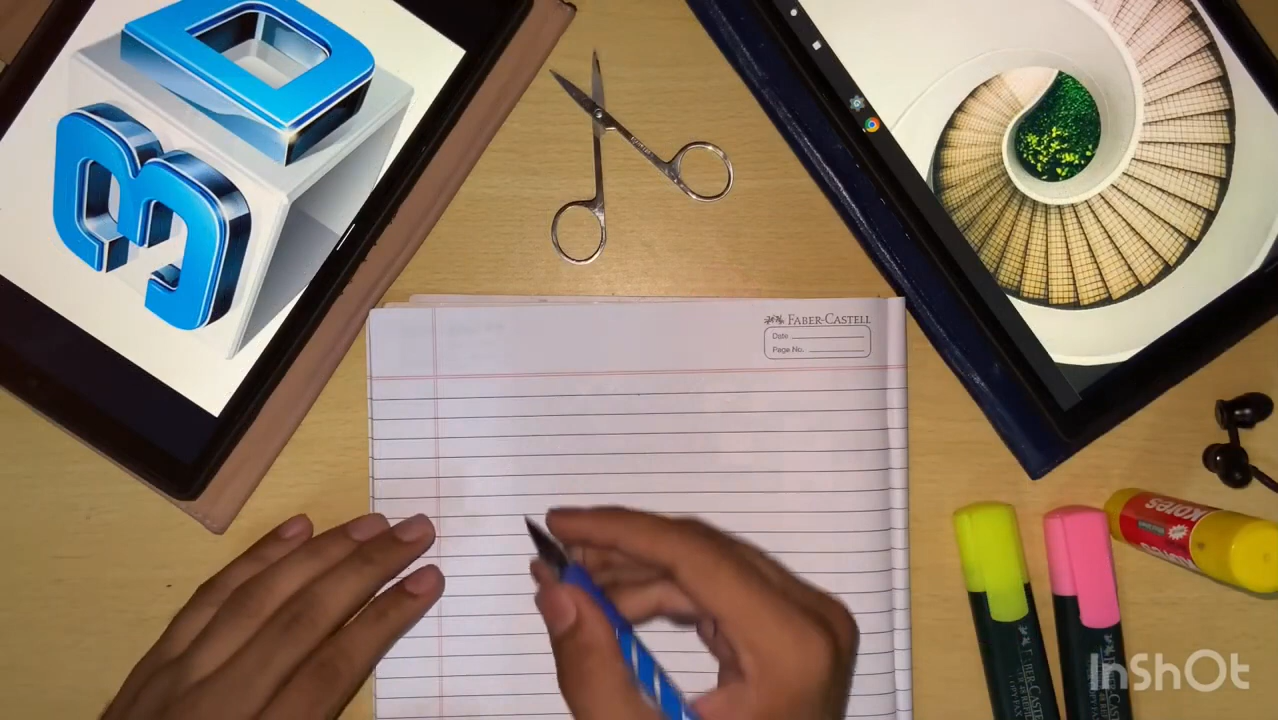 3D
FABER-CASTELL
Date
Page No.
KORES
FABER-CASTELL
InShOt